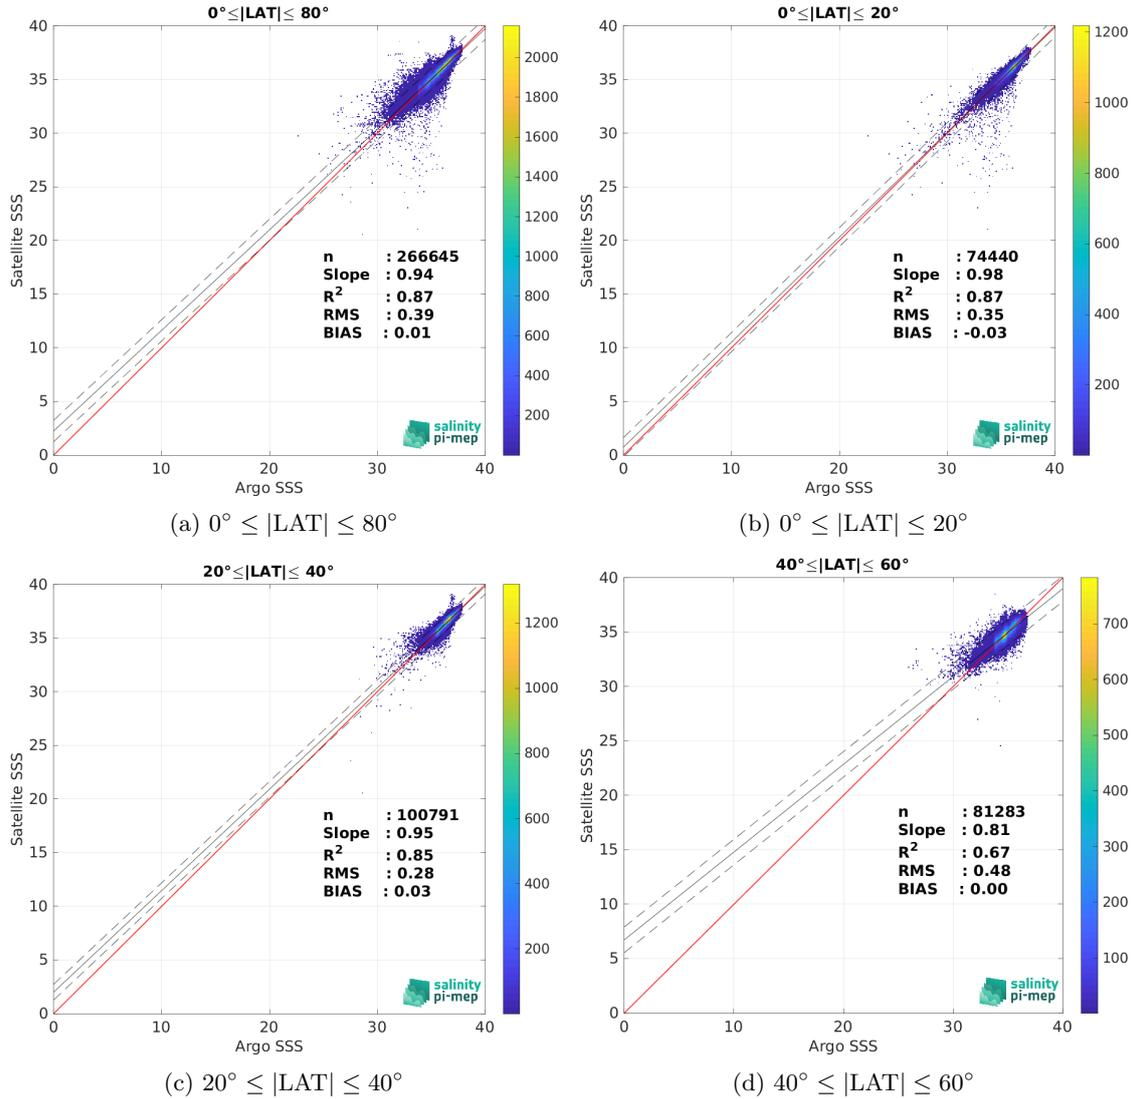 0°≤|LAT|≤ 80°
40
35
30
25
20
15
10
5
0
Satellite SSS
0
10
20
30
40
Argo SSS
2000
1800
1600
1400
1200
1000
800
600
400
200
n : 266645
Slope : 0.94
R² : 0.87
RMS : 0.39
BIAS : 0.01
salinity
pi-mep
(a) 0° ≤ |LAT| ≤ 80°
0°≤|LAT|≤ 20°
40
35
30
25
20
15
10
5
0
Satellite SSS
0
10
20
30
40
Argo SSS
1200
1000
800
600
400
200
n : 74440
Slope : 0.98
R² : 0.87
RMS : 0.35
BIAS : -0.03
salinity
pi-mep
(b) 0° ≤ |LAT| ≤ 20°
20°≤|LAT|≤ 40°
40
35
30
25
20
15
10
5
0
Satellite SSS
0
10
20
30
40
Argo SSS
1200
1000
800
600
400
200
n : 100791
Slope : 0.95
R² : 0.85
RMS : 0.28
BIAS : 0.03
salinity
pi-mep
(c) 20° ≤ |LAT| ≤ 40°
40°≤|LAT|≤ 60°
40
35
30
25
20
15
10
5
0
Satellite SSS
0
10
20
30
40
Argo SSS
700
600
500
400
300
200
100
n : 81283
Slope : 0.81
R² : 0.67
RMS : 0.48
BIAS : 0.00
salinity
pi-mep
(d) 40° ≤ |LAT| ≤ 60°